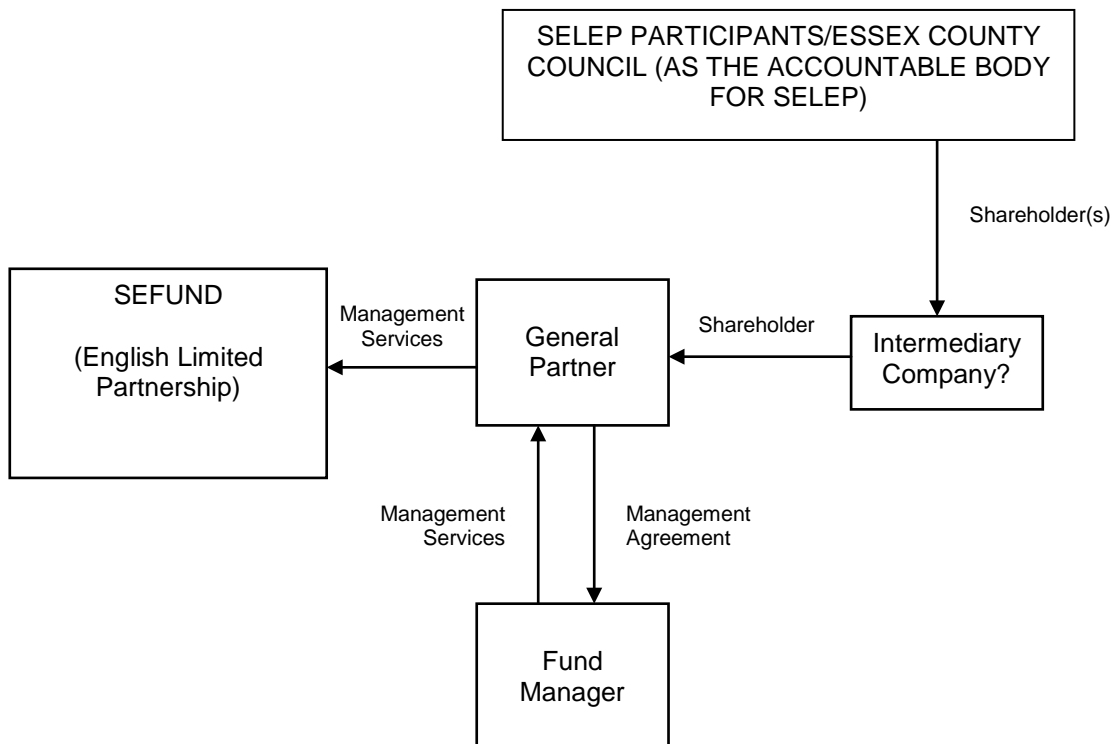 SELEP PARTICIPANTS/ESSEX COUNTY
COUNCIL (AS THE ACCOUNTABLE BODY
FOR SELEP)
Shareholder(s)
SEFUND
(English Limited
Partnership)
Management
Services
General
Partner
Shareholder
Intermediary
Company?
Management
Services
Management
Agreement
Fund
Manager